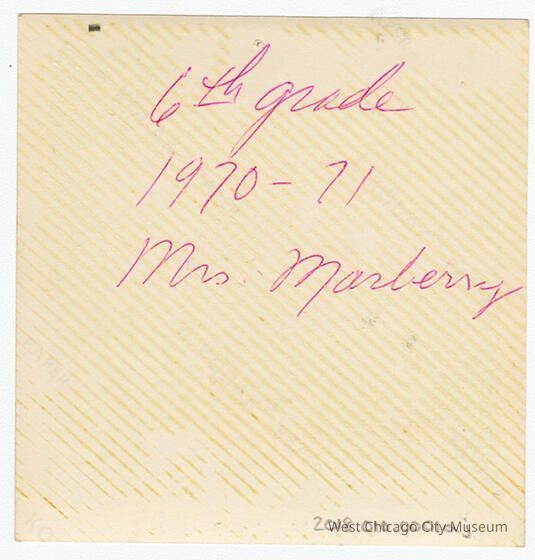 6th grade
1970-71
Mrs. Marberry
West Chicago City Museum